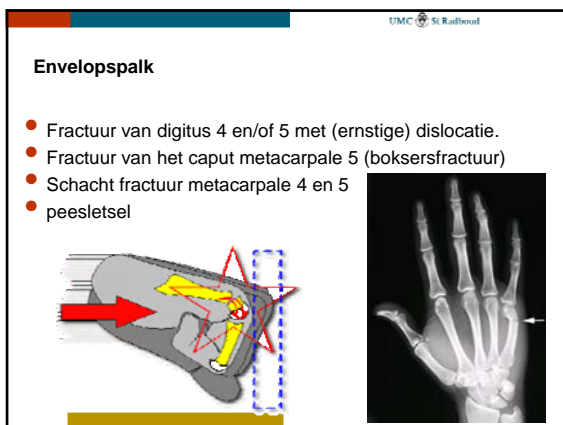 UMC St Radboud
Envelopspalk
Fractuur van digitus 4 en/of 5 met (ernstige) dislocatie.
Fractuur van het caput metacarpale 5 (boksersfractuur)
Schacht fractuur metacarpale 4 en 5
peesletsel